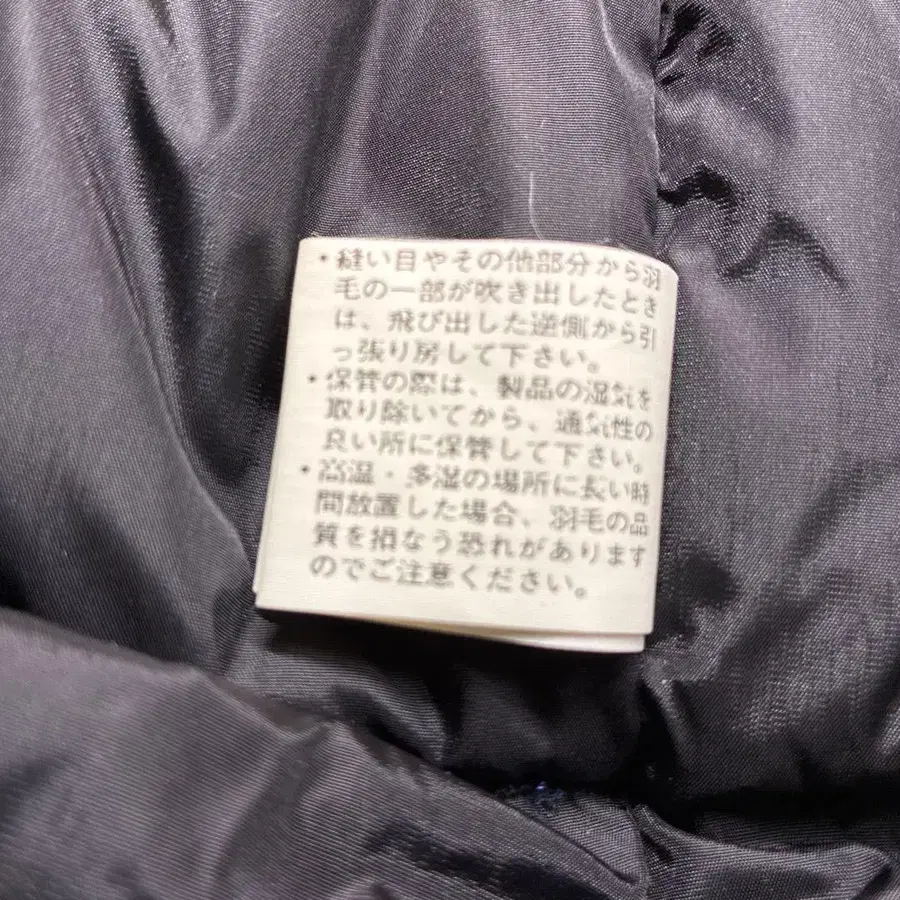 ・縫い目やその他部分から羽
毛の一部が吹き出したとき
は、飛び出した逆側から引
っ張り房して下さい。
・保管の際は、製品の湿気を
取り除いてから、通気性の
良い所に保管して下さい。
・高温・多湿の場所に長い時
間放置した場合、羽毛の品
質を損なう恐れがあります
のでご注意ください。